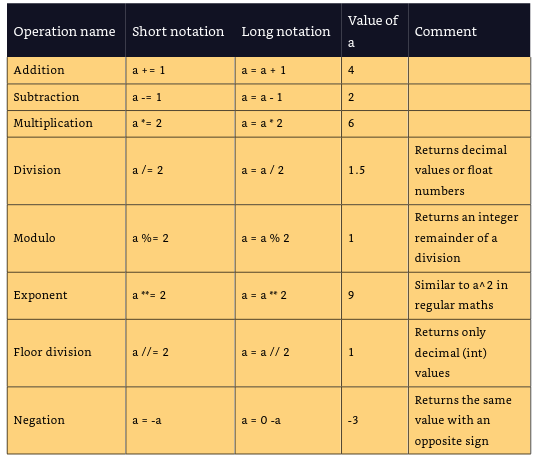 Operation name Short notation Long notation Value of a Comment
Addition a += 1 a = a + 1 4
Subtraction a -= 1 a = a - 1 2
Multiplication a *= 2 a = a * 2 6
Division a /= 2 a = a / 2 1.5 Returns decimal
values or float
numbers
Modulo a %= 2 a = a % 2 1 Returns an integer
remainder of a
division
Exponent a **= 2 a = a ** 2 9 Similar to a^2 in
regular maths
Floor division a //= 2 a = a // 2 1 Returns only
decimal (int)
values
Negation a = -a a = 0 -a -3 Returns the same
value with an
opposite sign